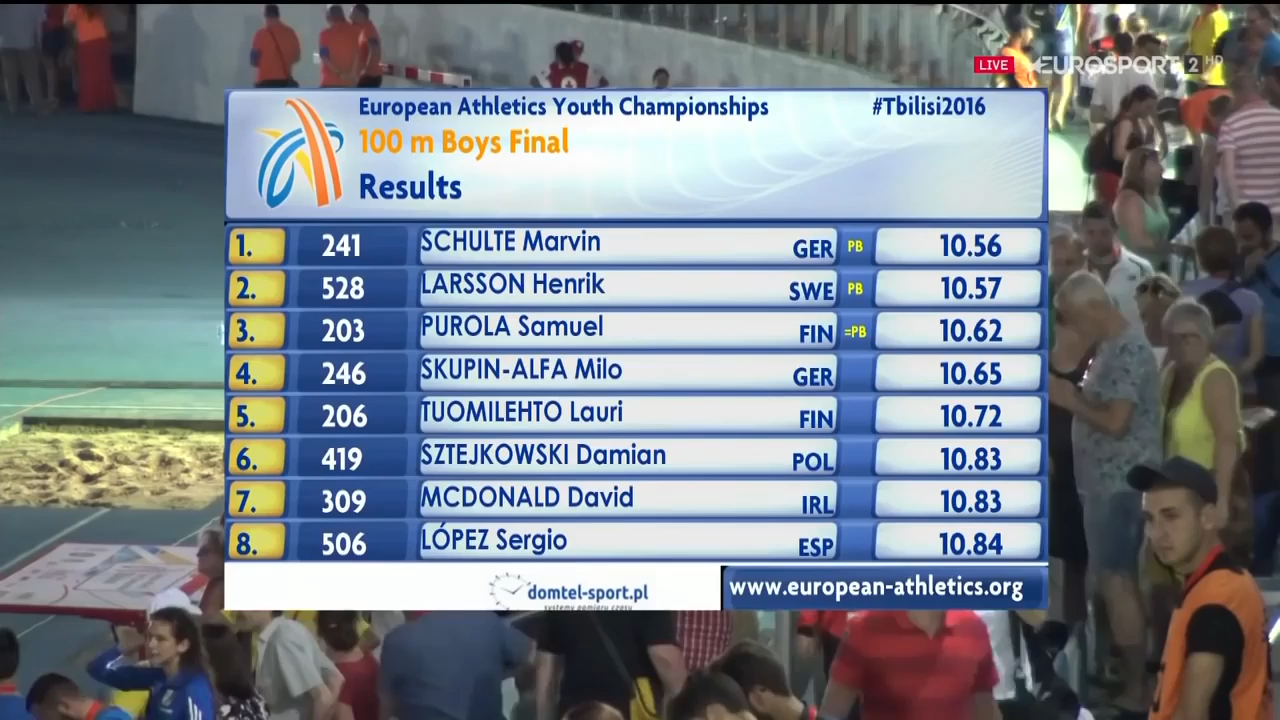 LIVE EUROSPORT 2 HD
European Athletics Youth Championships #Tbilisi2016
100 m Boys Final
Results
1. 241 SCHULTE Marvin GER PB 10.56
2. 528 LARSSON Henrik SWE PB 10.57
3. 203 PUROLA Samuel FIN =PB 10.62
4. 246 SKUPIN-ALFA Milo GER 10.65
5. 206 TUOMILEHTO Lauri FIN 10.72
6. 419 SZTEJKOWSKI Damian POL 10.83
7. 309 MCDONALD David IRL 10.83
8. 506 LÓPEZ Sergio ESP 10.84
domtel-sport.pl www.european-athletics.org
systemy pomiaru czasu